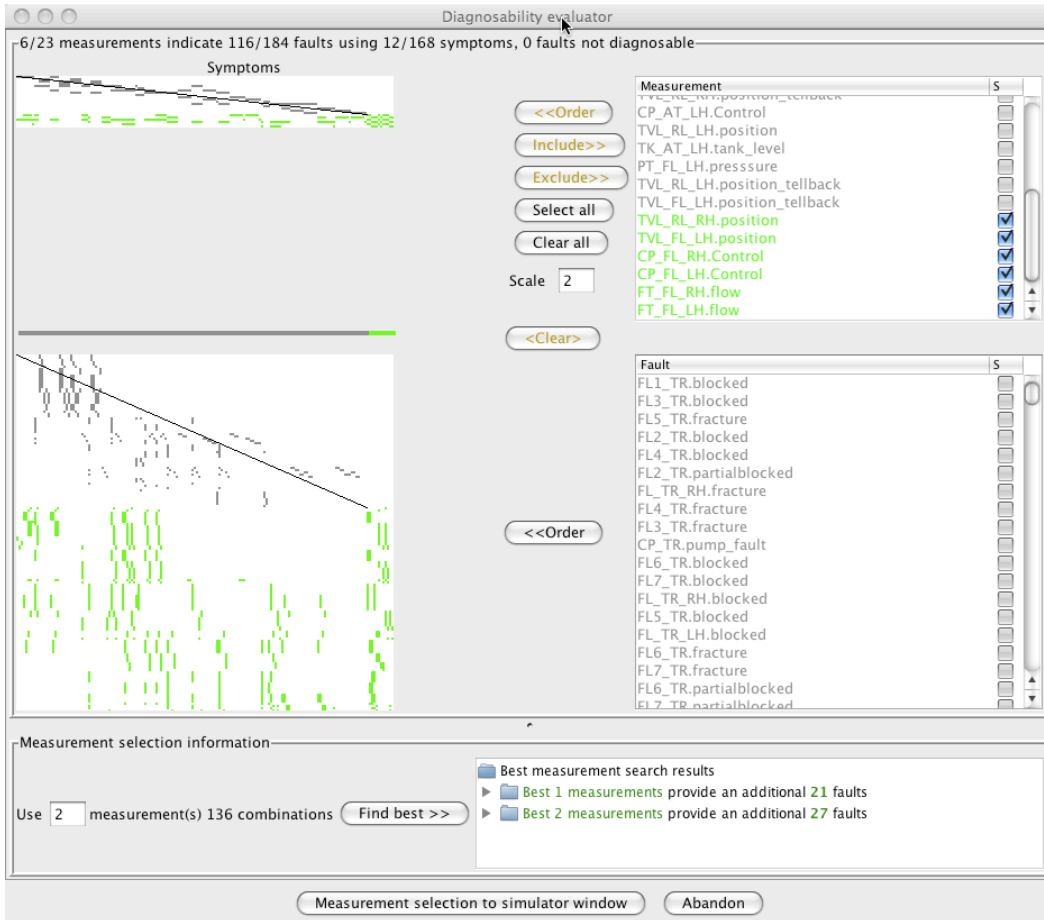 Diagnosability evaluator
6/23 measurements indicate 116/184 faults using 12/168 symptoms, 0 faults not diagnosable
Symptoms
<<Order
Include>>
Exclude>>
Select all
Clear all
Scale 2
<Clear>
Measurement S
TVL_RL_RH.position_tellback
CP_AT_LH.Control
TVL_RL_LH.position
TK_AT_LH.tank_level
PT_FL_LH.presssure
TVL_RL_LH.position_tellback
TVL_FL_LH.position_tellback
TVL_RL_RH.position
TVL_FL_LH.position
CP_FL_RH.Control
CP_FL_LH.Control
FT_FL_RH.flow
FT_FL_LH.flow
<<Order
Fault S
FL1_TR.blocked
FL3_TR.blocked
FL5_TR.fracture
FL2_TR.blocked
FL4_TR.blocked
FL2_TR.partialblocked
FL_TR_RH.fracture
FL4_TR.fracture
FL3_TR.fracture
CP_TR.pump_fault
FL6_TR.blocked
FL7_TR.blocked
FL_TR_RH.blocked
FL5_TR.blocked
FL_TR_LH.blocked
FL6_TR.fracture
FL7_TR.fracture
FL6_TR.partialblocked
FL7_TR.partialblocked
Measurement selection information
Use 2 measurement(s) 136 combinations Find best >>
Best measurement search results
Best 1 measurements provide an additional 21 faults
Best 2 measurements provide an additional 27 faults
Measurement selection to simulator window
Abandon